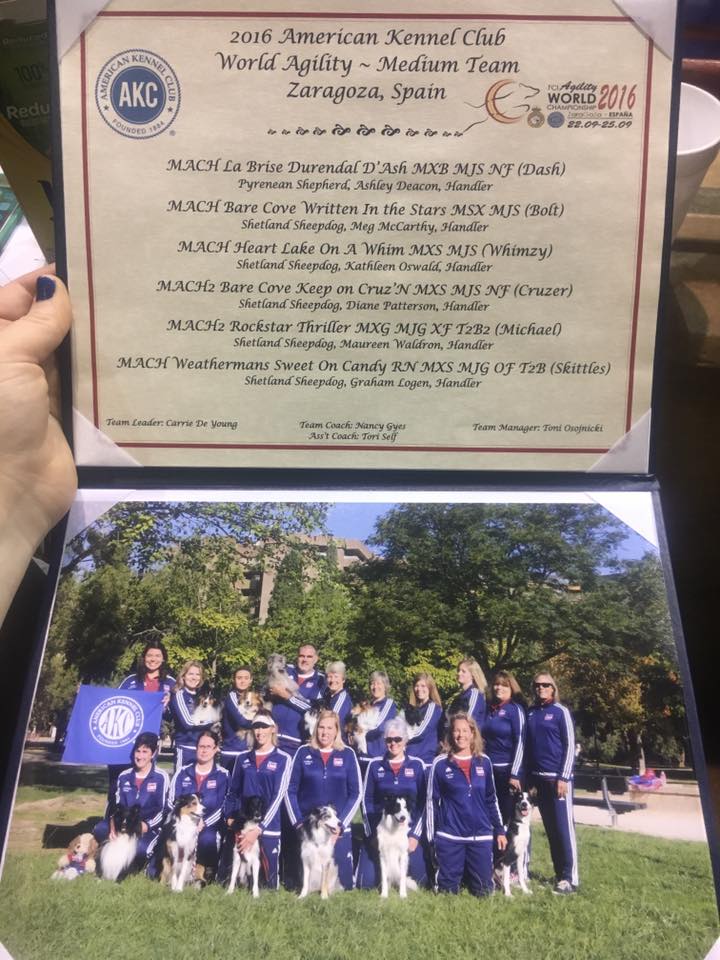 2016 American Kennel Club
World Agility ~ Medium Team
Zaragoza, Spain
AMERICAN KENNEL CLUB
AKC
®
FOUNDED 1884
FCI Agility
WORLD 2016
CHAMPIONSHIP
ZaraGoZa - ESPAÑA
22.09-25.09
MACH La Brise Durendal D'Ash MXB MJS NF (Dash)
Pyrenean Shepherd, Ashley Deacon, Handler
MACH Bare Cove Written In the Stars MSX MJS (Bolt)
Shetland Sheepdog, Meg McCarthy, Handler
MACH Heart Lake On A Whim MXS MJS (Whimzy)
Shetland Sheepdog, Kathleen Oswald, Handler
MACH2 Bare Cove Keep on Cruz'N MXS MJS NF (Cruzer)
Shetland Sheepdog, Diane Patterson, Handler
MACH2 Rockstar Thriller MXG MJG XF T2B2 (Michael)
Shetland Sheepdog, Maureen Waldron, Handler
MACH Weathermans Sweet On Candy RN MXS MJG OF T2B (Skittles)
Shetland Sheepdog, Graham Logen, Handler
Team Leader: Carrie De Young
Team Coach: Nancy Gyes
Ass't Coach: Tori Self
Team Manager: Toni Osojnicki
AMERICAN KENNEL CLUB
AKC
100%
Redu